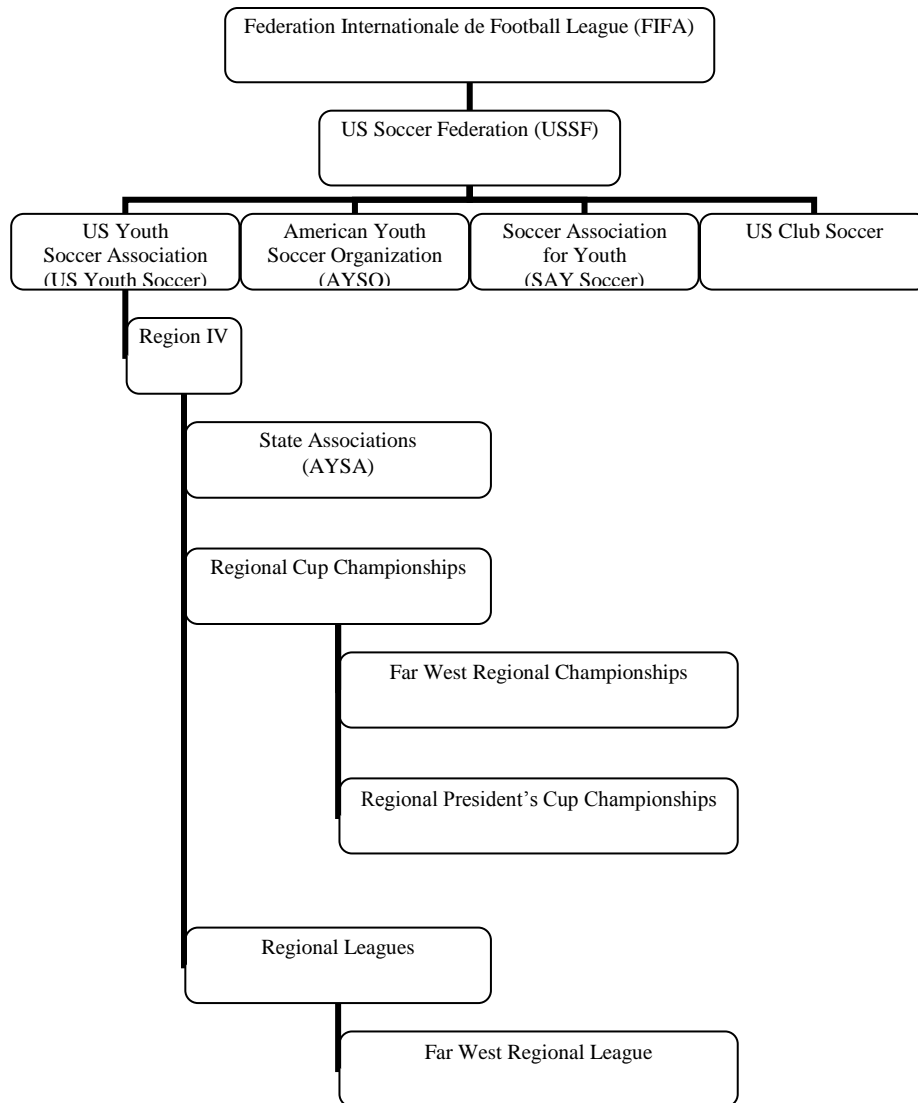 Federation Internationale de Football League (FIFA)
US Soccer Federation (USSF)
US Youth
Soccer Association
(US Youth Soccer)
American Youth
Soccer Organization
(AYSO)
Soccer Association
for Youth
(SAY Soccer)
US Club Soccer
Region IV
State Associations
(AYSA)
Regional Cup Championships
Far West Regional Championships
Regional President’s Cup Championships
Regional Leagues
Far West Regional League